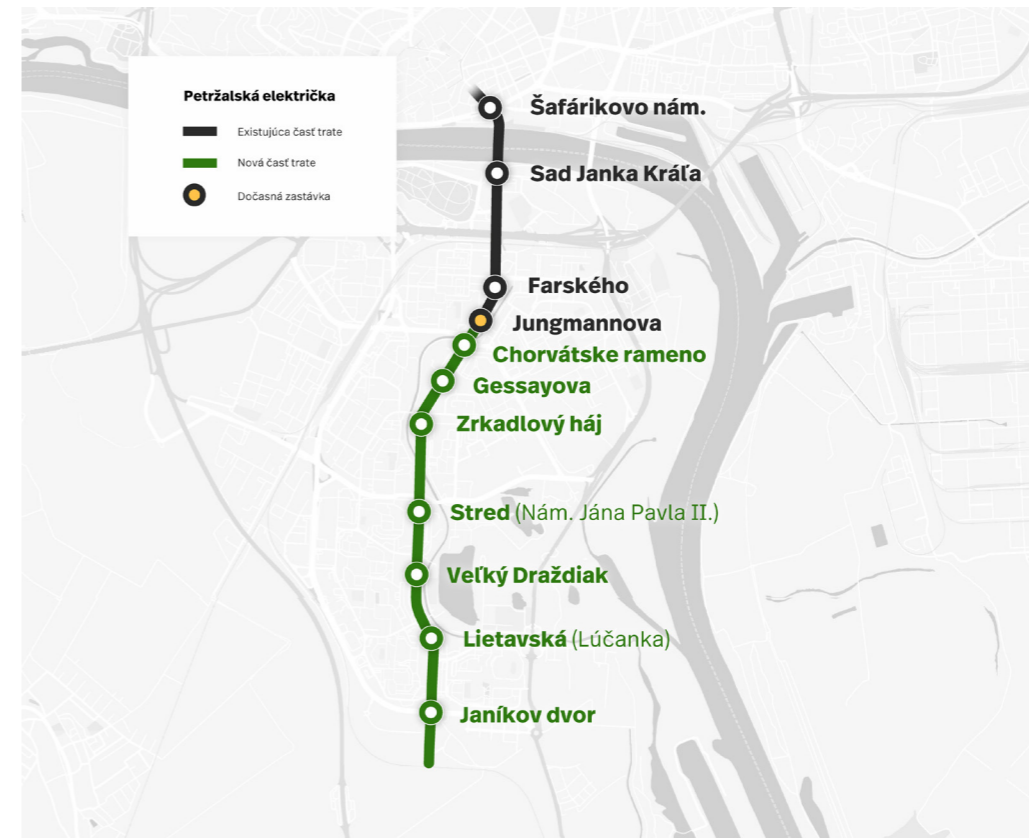 Petržalská električka
Existujúca časť trate
Nová časť trate
Dočasná zastávka
Šafárikovo nám.
Sad Janka Kráľa
Farského
Jungmannova
Chorvátske rameno
Gessayova
Zrkadlový háj
Stred (Nám. Jána Pavla II.)
Veľký Draždiak
Lietavská (Lúčanka)
Janíkov dvor